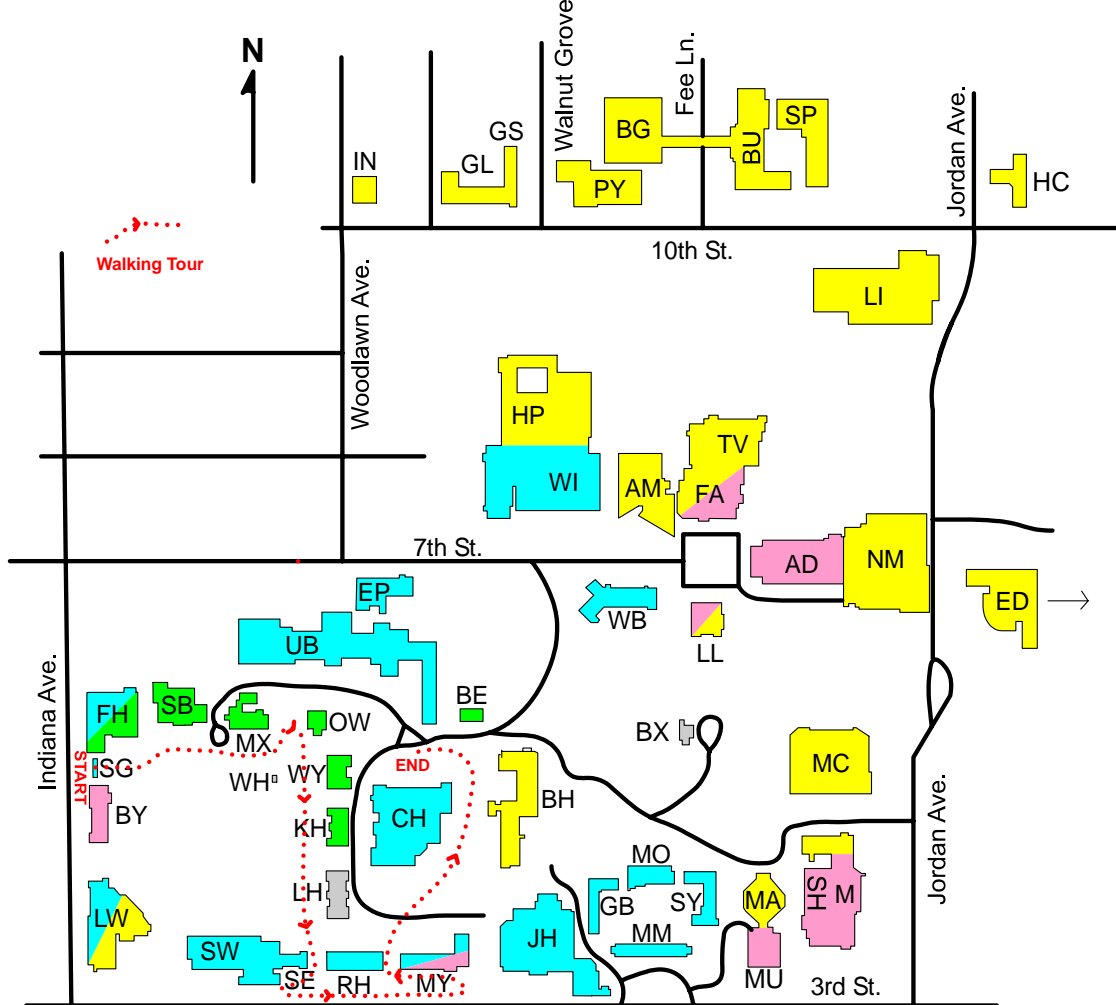 N
Walking Tour
Walnut Grove
Fee Ln.
Jordan Ave.
GS
GL
IN
BG
BU
SP
PY
HC
10th St.
LI
Woodlawn Ave.
HP
WI
TV
AM
FA
7th St.
AD
NM
ED
EP
WB
LL
UB
Indiana Ave.
FH
SB
MX
OW
BE
BX
START
SG
BY
WH
WY
END
CH
BH
MC
KH
LH
Jordan Ave.
LW
SW
SE
RH
MY
JH
GB
MO
SY
MM
MA
MU
SH
M
3rd St.